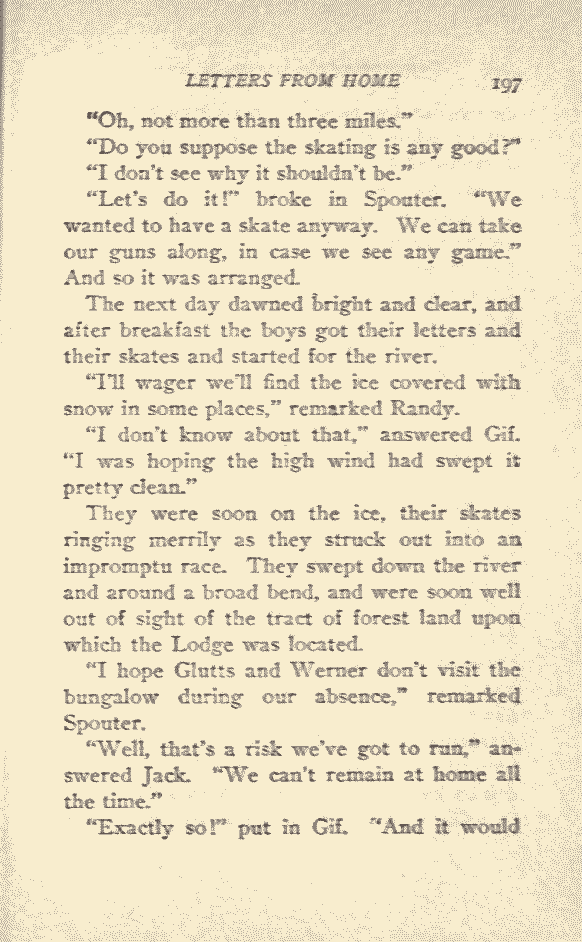 LETTERS FROM HOME 197
"Oh, not more than three miles."
"Do you suppose the skating is any good?"
"I don't see why it shouldn't be."
"Let's do it!" broke in Spouter. "We
wanted to have a skate anyway. We can take
our guns along, in case we see any game."
And so it was arranged.
The next day dawned bright and clear, and
after breakfast the boys got their letters and
their skates and started for the river.
"I'll wager we'll find the ice covered with
snow in some places," remarked Randy.
"I don't know about that," answered Gif.
"I was hoping the high wind had swept it
pretty clean."
They were soon on the ice, their skates
ringing merrily as they struck out into an
impromptu race. They swept down the river
and around a broad bend, and were soon well
out of sight of the tract of forest land upon
which the Lodge was located.
"I hope Glutts and Werner don't visit the
bungalow during our absence," remarked
Spouter.
"Well, that's a risk we've got to run," an-
swered Jack. "We can't remain at home all
the time."
"Exactly so!" put in Gif. "And it would